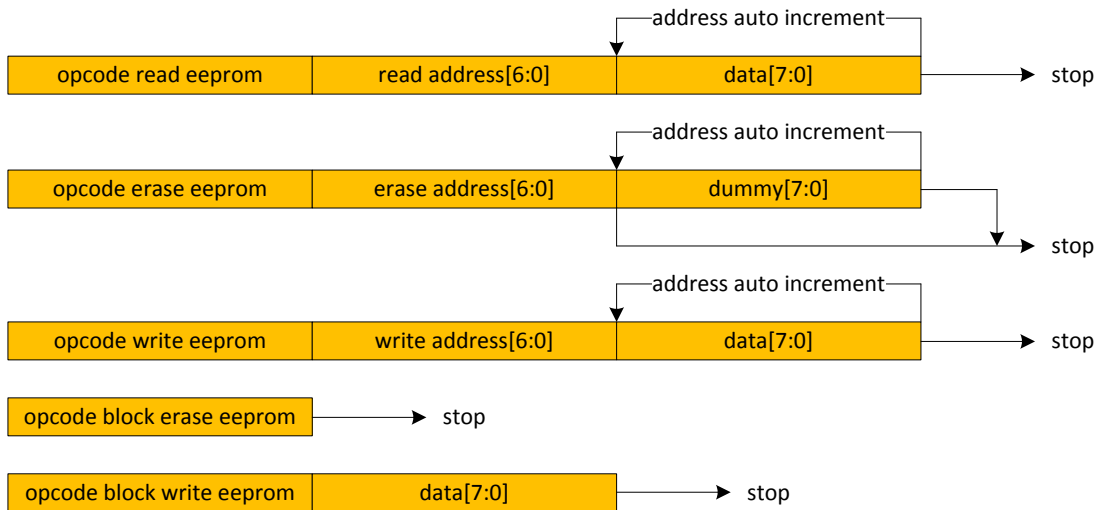 address auto increment
opcode read eeprom read address[6:0] data[7:0] stop
address auto increment
opcode erase eeprom erase address[6:0] dummy[7:0]
stop
address auto increment
opcode write eeprom write address[6:0] data[7:0] stop
opcode block erase eeprom stop
opcode block write eeprom data[7:0] stop